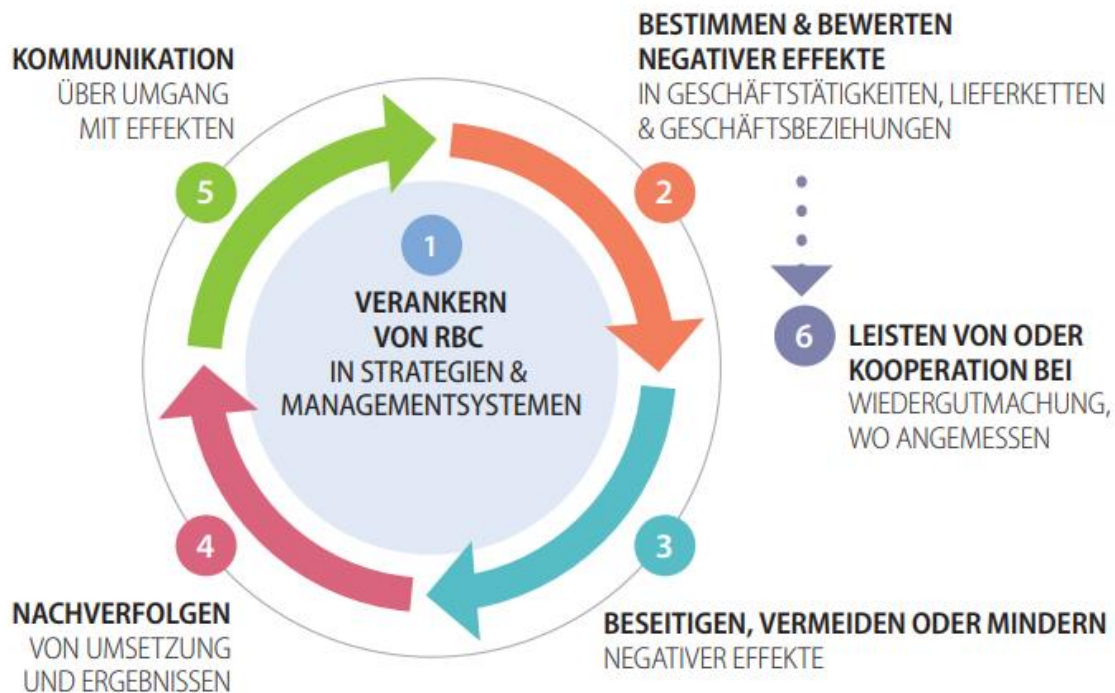 1
VERANKERN
VON RBC
IN STRATEGIEN &
MANAGEMENTSYSTEMEN
2
BESTIMMEN & BEWERTEN
NEGATIVER EFFEKTE
IN GESCHÄFTSTÄTIGKEITEN, LIEFERKETTEN
& GESCHÄFTSBEZIEHUNGEN
3
BESEITIGEN, VERMEIDEN ODER MINDERN
NEGATIVER EFFEKTE
4
NACHVERFOLGEN
VON UMSETZUNG
UND ERGEBNISSEN
5
KOMMUNIKATION
ÜBER UMGANG
MIT EFFEKTEN
6
LEISTEN VON ODER
KOOPERATION BEI
WIEDERGUTMACHUNG,
WO ANGEMESSEN